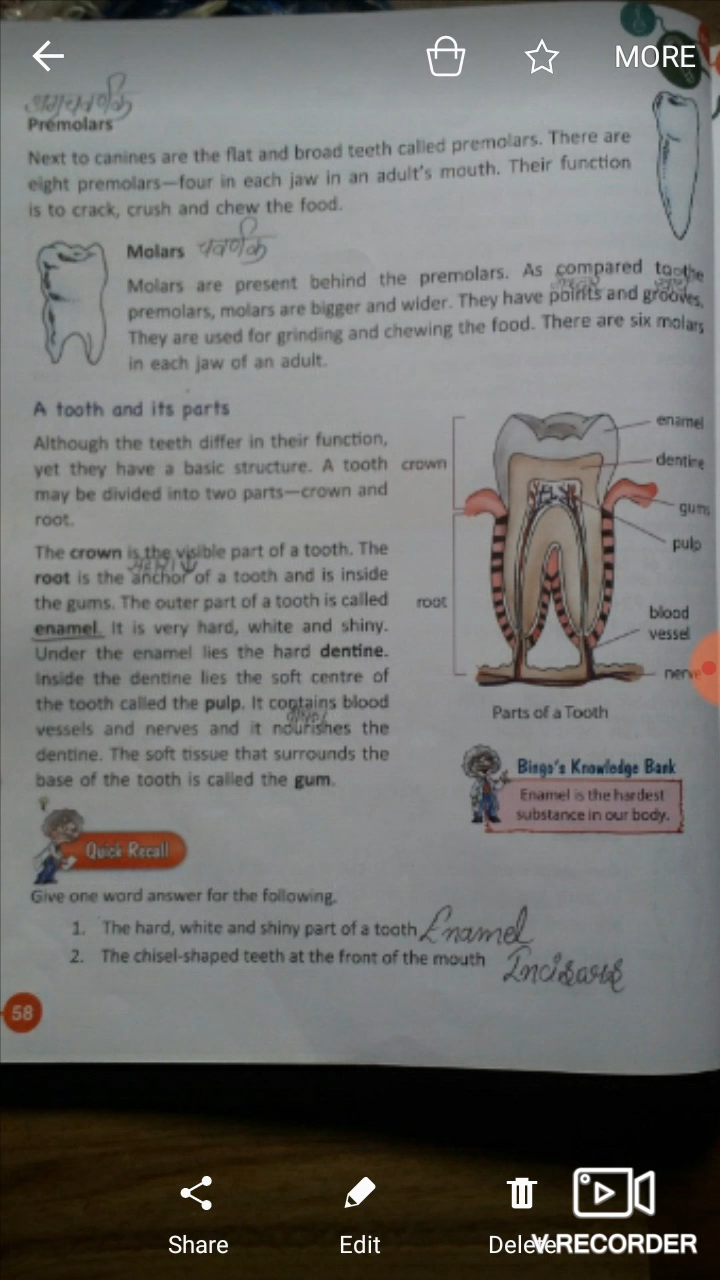 MORE
अग्रचवर्णक
Premolars
Next to canines are the flat and broad teeth called premolars. There are
eight premolars—four in each jaw in an adult's mouth. Their function
is to crack, crush and chew the food.
Molars चवर्णक
Molars are present behind the premolars. As compared to the
premolars, molars are bigger and wider. They have points and grooves.
They are used for grinding and chewing the food. There are six molars
in each jaw of an adult.
A tooth and its parts
Although the teeth differ in their function,
yet they have a basic structure. A tooth
may be divided into two parts—crown and
root.
The crown is the visible part of a tooth. The
root is the anchor of a tooth and is inside
the gums. The outer part of a tooth is called
enamel. It is very hard, white and shiny.
Under the enamel lies the hard dentine.
Inside the dentine lies the soft centre of
the tooth called the pulp. It contains blood
vessels and nerves and it nourishes the
dentine. The soft tissue that surrounds the
base of the tooth is called the gum.
crown
root
enamel
dentine
gums
pulp
blood
vessel
nerve
Parts of a Tooth
Bingo's Knowledge Bank
Enamel is the hardest
substance in our body.
Quick Recall
Give one word answer for the following.
1. The hard, white and shiny part of a tooth Enamel
2. The chisel-shaped teeth at the front of the mouth Incisors
58
Share
Edit
Delete
V RECORDER